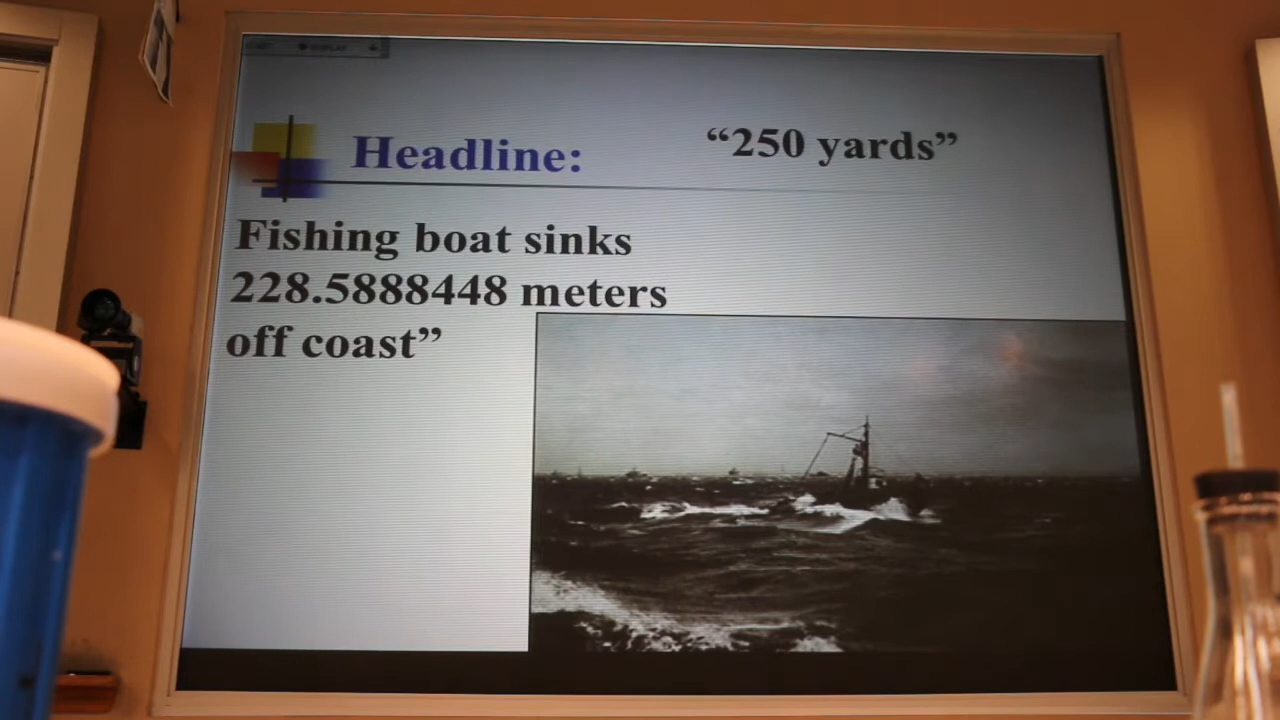 Headline:
“250 yards”
Fishing boat sinks
228.5888448 meters
off coast”